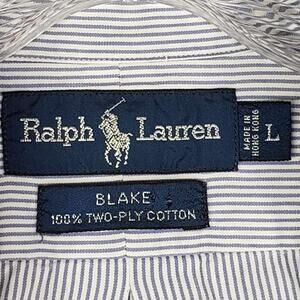 Ralph Lauren
MADE IN
HONG KONG
L
BLAKE
100% TWO-PLY COTTON